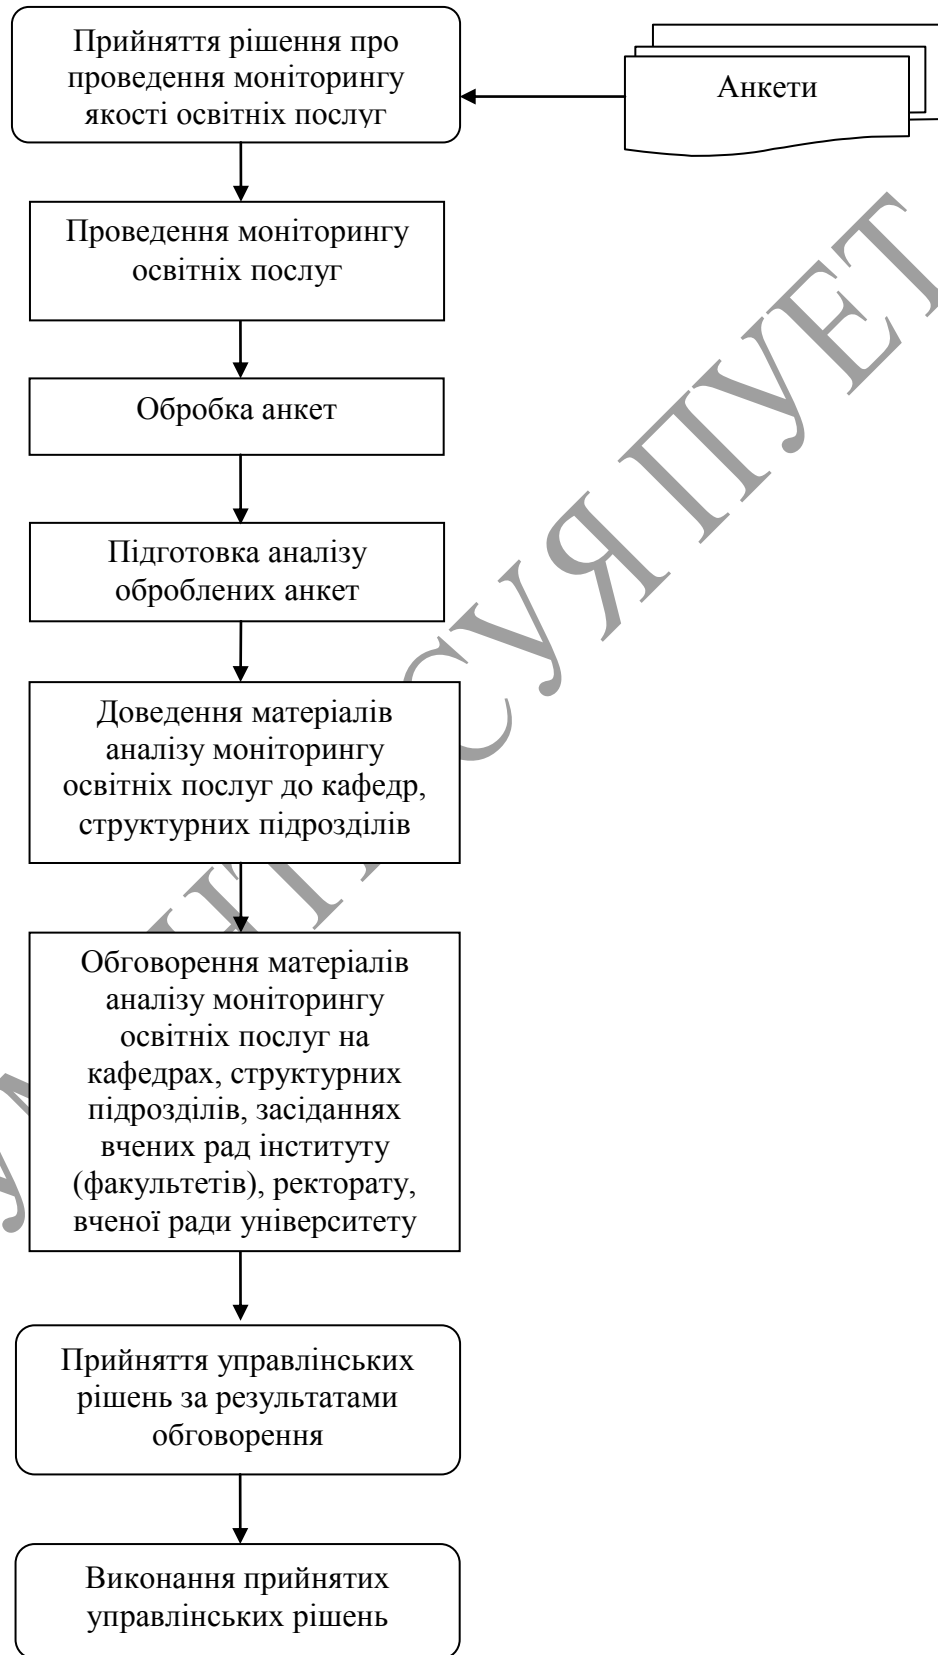 Прийняття рішення про
проведення моніторингу
якості освітніх послуг
Анкети
Проведення моніторингу
освітніх послуг
Обробка анкет
Підготовка аналізу
оброблених анкет
Доведення матеріалів
аналізу моніторингу
освітніх послуг до кафедр,
структурних підрозділів
Обговорення матеріалів
аналізу моніторингу
освітніх послуг на
кафедрах, структурних
підрозділів, засіданнях
вчених рад інституту
(факультетів), ректорату,
вченої ради університету
Прийняття управлінських
рішень за результатами
обговорення
Виконання прийнятих
управлінських рішень
ПУЕТ